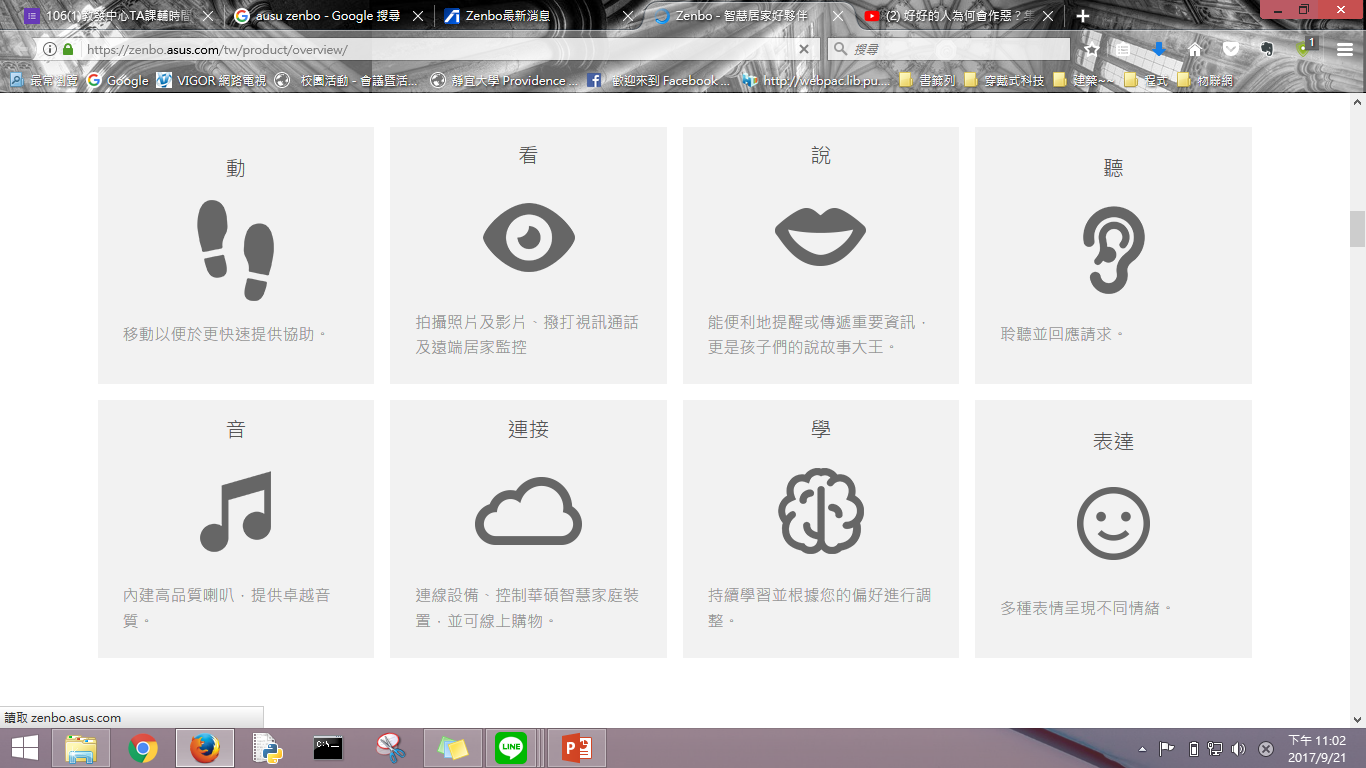 106(1)教發中心TA課輔時間
ausu zenbo - Google 搜尋
Zenbo最新消息
Zenbo - 智慧居家好夥伴
(2) 好好的人為何會作惡？集
https://zenbo.asus.com/tw/product/overview/
搜尋
1
最常瀏覽
Google
VIGOR 網路電視
校園活動 - 會議暨活...
靜宜大學 Providence ...
歡迎來到 Facebook ...
http://webpac.lib.pu....
書籤列
穿戴式科技
建築~~
程式
物聯網
動
看
說
聽
移動以便於更快速提供協助。
拍攝照片及影片、撥打視訊通話
及遠端居家監控
能便利地提醒或傳遞重要資訊，
更是孩子們的說故事大王。
聆聽並回應請求。
音
連接
學
表達
內建高品質喇叭，提供卓越音
質。
連線設備、控制華碩智慧家庭裝
置，並可線上購物。
持續學習並根據您的偏好進行調
整。
多種表情呈現不同情緒。
讀取 zenbo.asus.com
C:\_
LINE
下午 11:02
2017/9/21